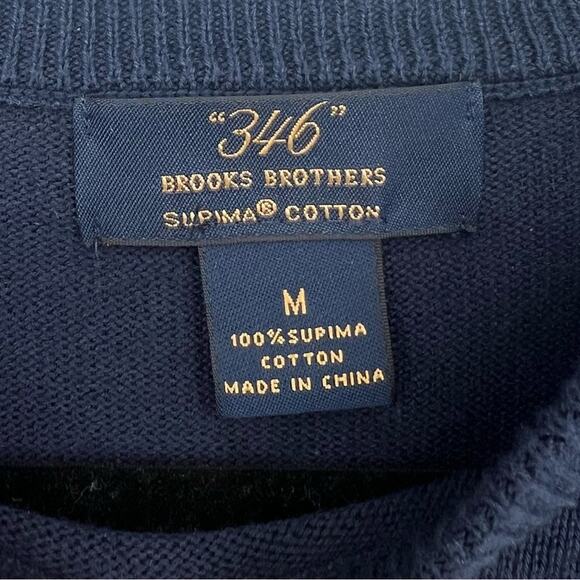 “346”
BROOKS BROTHERS
SUPIMA® COTTON
M
100% SUPIMA
COTTON
MADE IN CHINA